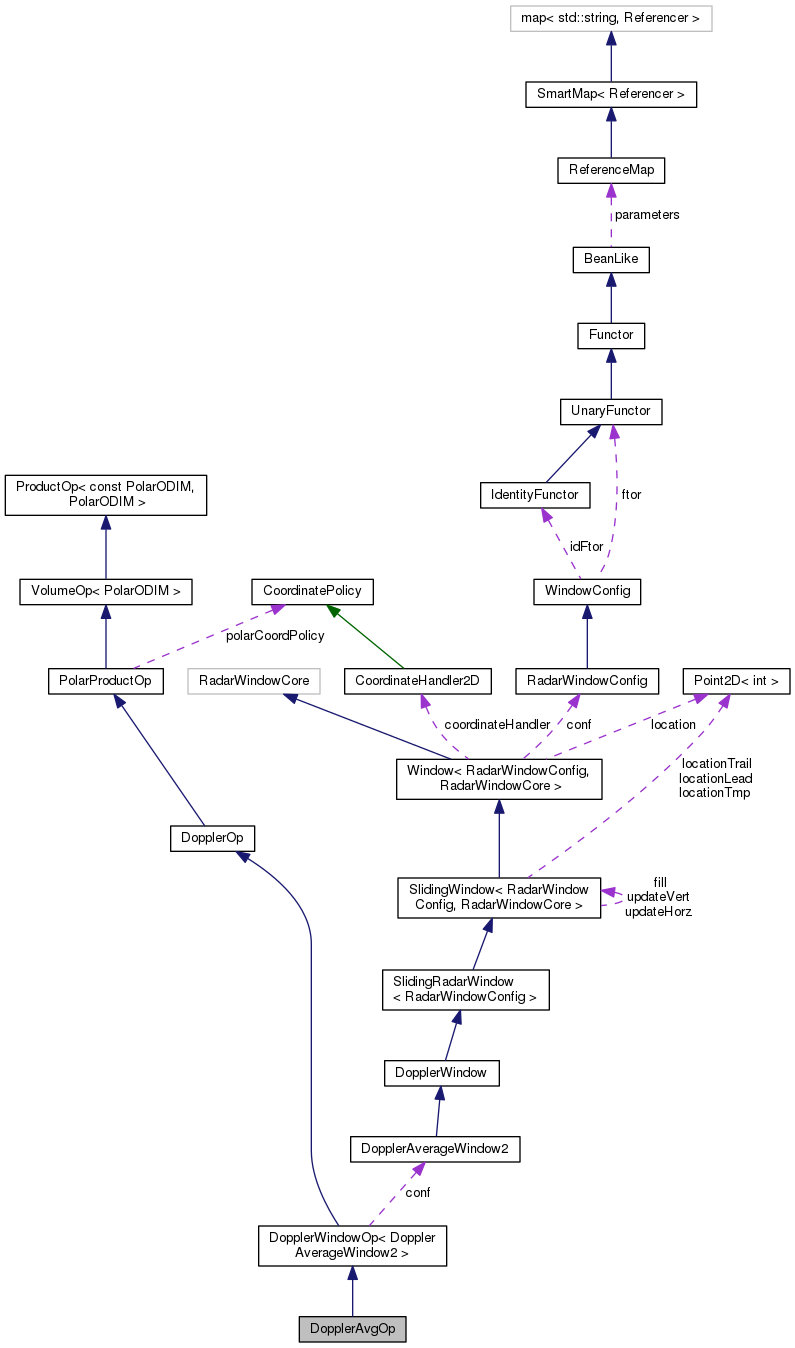 map< std::string, Referencer >
SmartMap< Referencer >
ReferenceMap
parameters
BeanLike
Functor
UnaryFunctor
ProductOp< const PolarODIM,
PolarODIM >
IdentityFunctor
ftor
idFtor
VolumeOp< PolarODIM >
CoordinatePolicy
WindowConfig
polarCoordPolicy
PolarProductOp
RadarWindowCore
CoordinateHandler2D
RadarWindowConfig
Point2D< int >
coordinateHandler
conf
location
Window< RadarWindowConfig,
RadarWindowCore >
locationTrail
locationLead
locationTmp
DopplerOp
SlidingWindow< RadarWindow
Config, RadarWindowCore >
fill
updateVert
updateHorz
SlidingRadarWindow
< RadarWindowConfig >
DopplerWindow
DopplerAverageWindow2
conf
DopplerWindowOp< Doppler
AverageWindow2 >
DopplerAvgOp